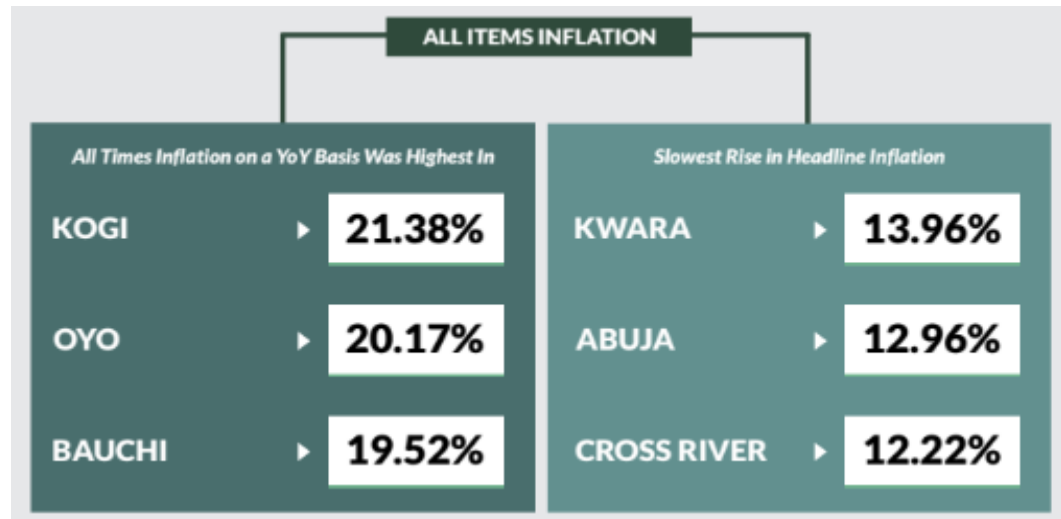 ALL ITEMS INFLATION
All Times Inflation on a YoY Basis Was Highest In
KOGI 21.38%
OYO 20.17%
BAUCHI 19.52%
Slowest Rise in Headline Inflation
KWARA 13.96%
ABUJA 12.96%
CROSS RIVER 12.22%